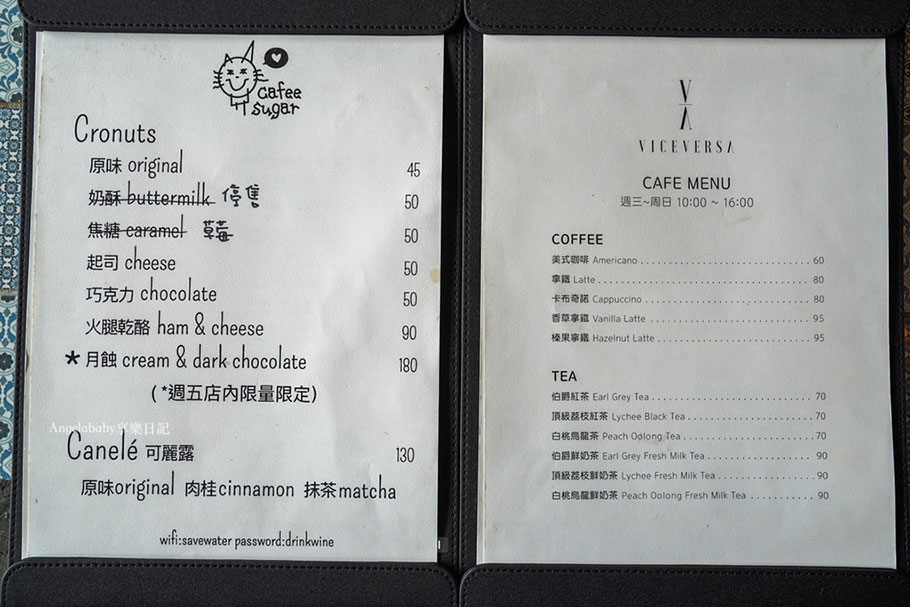 cafee
sugar
Cronuts
原味 original 45
奶酥 buttermilk 停售 50
焦糖 caramel 草莓 50
起司 cheese 50
巧克力 chocolate 50
火腿乾酪 ham & cheese 90
* 月蝕 cream & dark chocolate 180
( *週五店內限量限定)
Angelababy享樂日記
Canelé 可麗露 130
原味original 肉桂cinnamon 抹茶matcha
wifi:savewater password:drinkwine
VICEVERSA
CAFE MENU
週三~周日 10:00 ~ 16:00
COFFEE
美式咖啡 Americano 60
拿鐵 Latte 80
卡布奇諾 Cappuccino 80
香草拿鐵 Vanilla Latte 95
榛果拿鐵 Hazelnut Latte 95
TEA
伯爵紅茶 Earl Grey Tea 70
頂級荔枝紅茶 Lychee Black Tea 70
白桃烏龍茶 Peach Oolong Tea 70
伯爵鮮奶茶 Earl Grey Fresh Milk Tea 90
頂級荔枝鮮奶茶 Lychee Fresh Milk Tea 90
白桃烏龍鮮奶茶 Peach Oolong Fresh Milk Tea 90